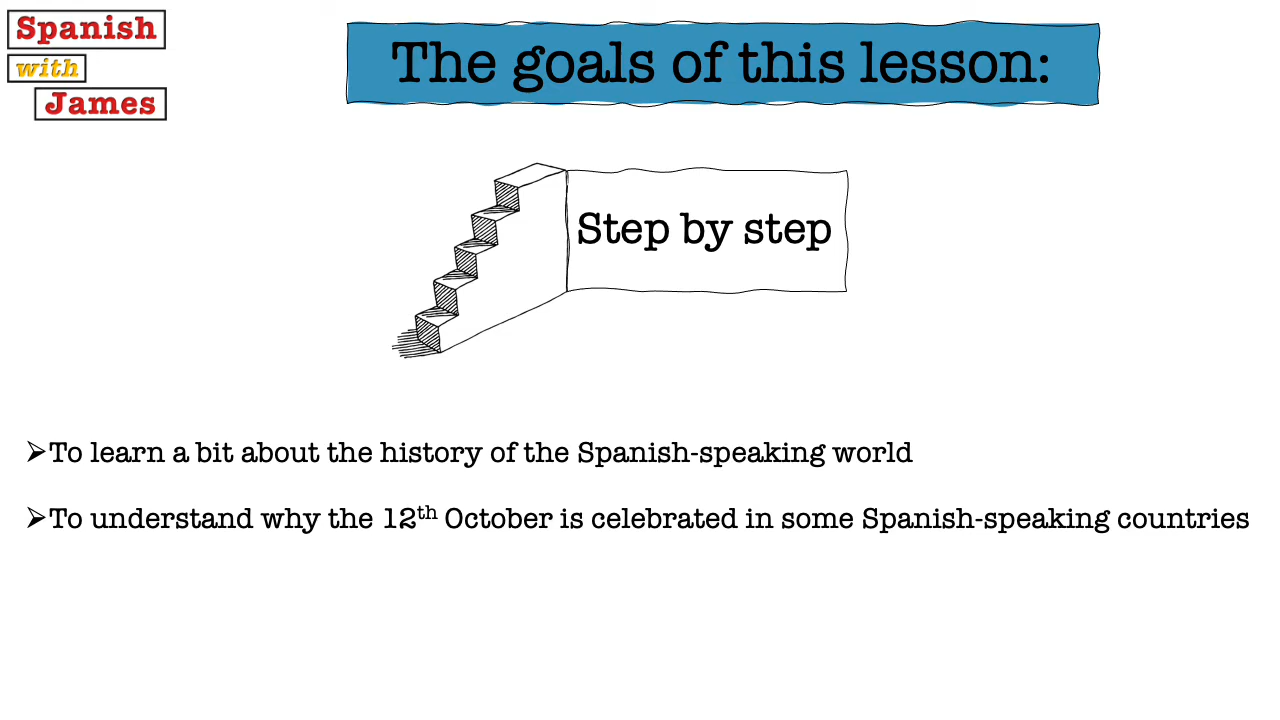 Spanish
with
James
The goals of this lesson:
Step by step
➢To learn a bit about the history of the Spanish-speaking world
➢To understand why the 12th October is celebrated in some Spanish-speaking countries